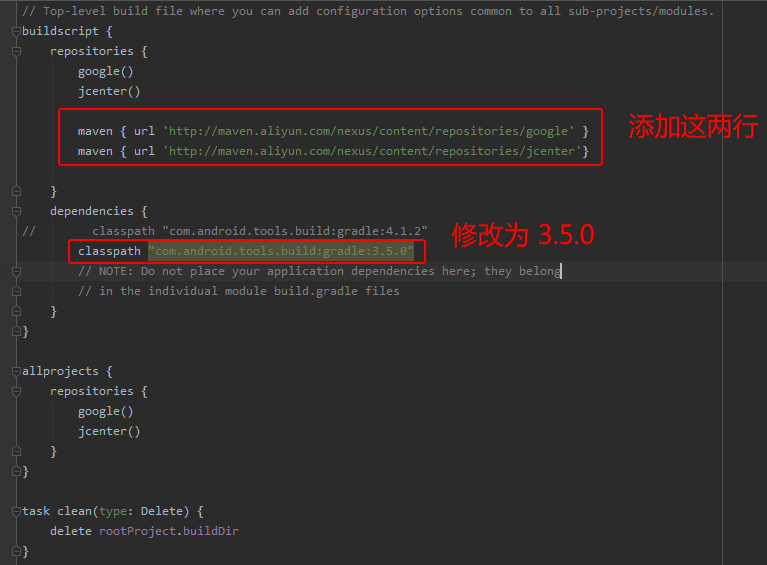 // Top-level build file where you can add configuration options common to all sub-projects/modules.
buildscript {
    repositories {
        google()
        jcenter()
        maven { url 'http://maven.aliyun.com/nexus/content/repositories/google' }
        maven { url 'http://maven.aliyun.com/nexus/content/repositories/jcenter'}
添加这两行
    }
    dependencies {
//        classpath "com.android.tools.build:gradle:4.1.2"
        classpath "com.android.tools.build:gradle:3.5.0"
修改为 3.5.0
        // NOTE: Do not place your application dependencies here; they belong
        // in the individual module build.gradle files
    }
}
allprojects {
    repositories {
        google()
        jcenter()
    }
}
task clean(type: Delete) {
    delete rootProject.buildDir
}